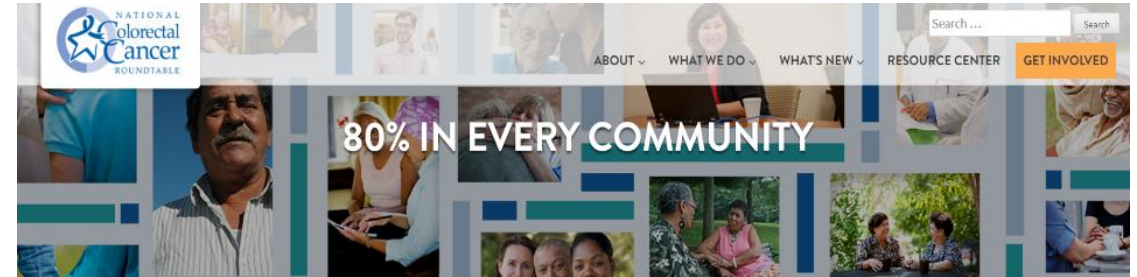 NATIONAL
Colorectal
Cancer
ROUNDTABLE
Search ...
Search
ABOUT
WHAT WE DO
WHAT'S NEW
RESOURCE CENTER
GET INVOLVED
80% IN EVERY COMMUNITY